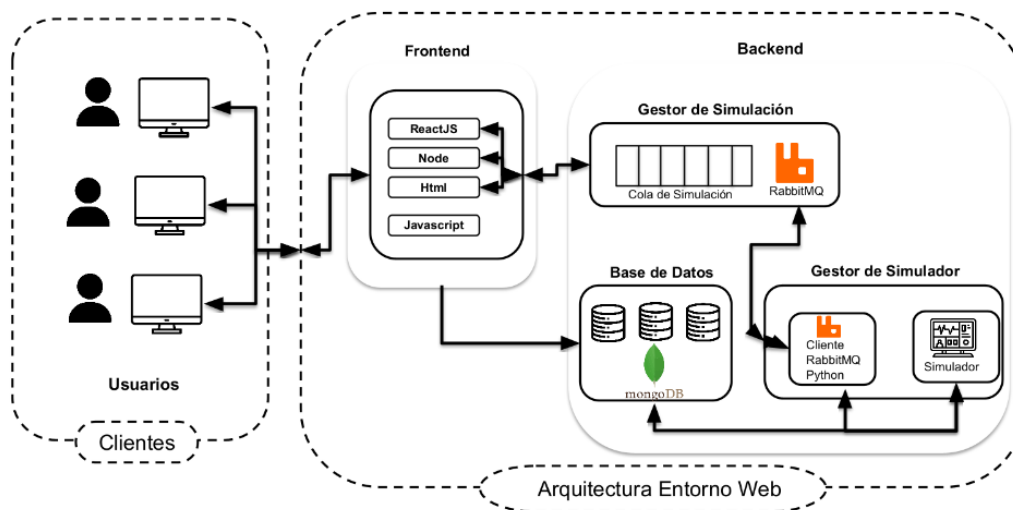 Frontend
Backend
ReactJS
Node
Html
Javascript
Gestor de Simulación
Cola de Simulación
RabbitMQ
Base de Datos
mongoDB
Gestor de Simulador
Cliente
RabbitMQ
Python
Simulador
Usuarios
Clientes
Arquitectura Entorno Web